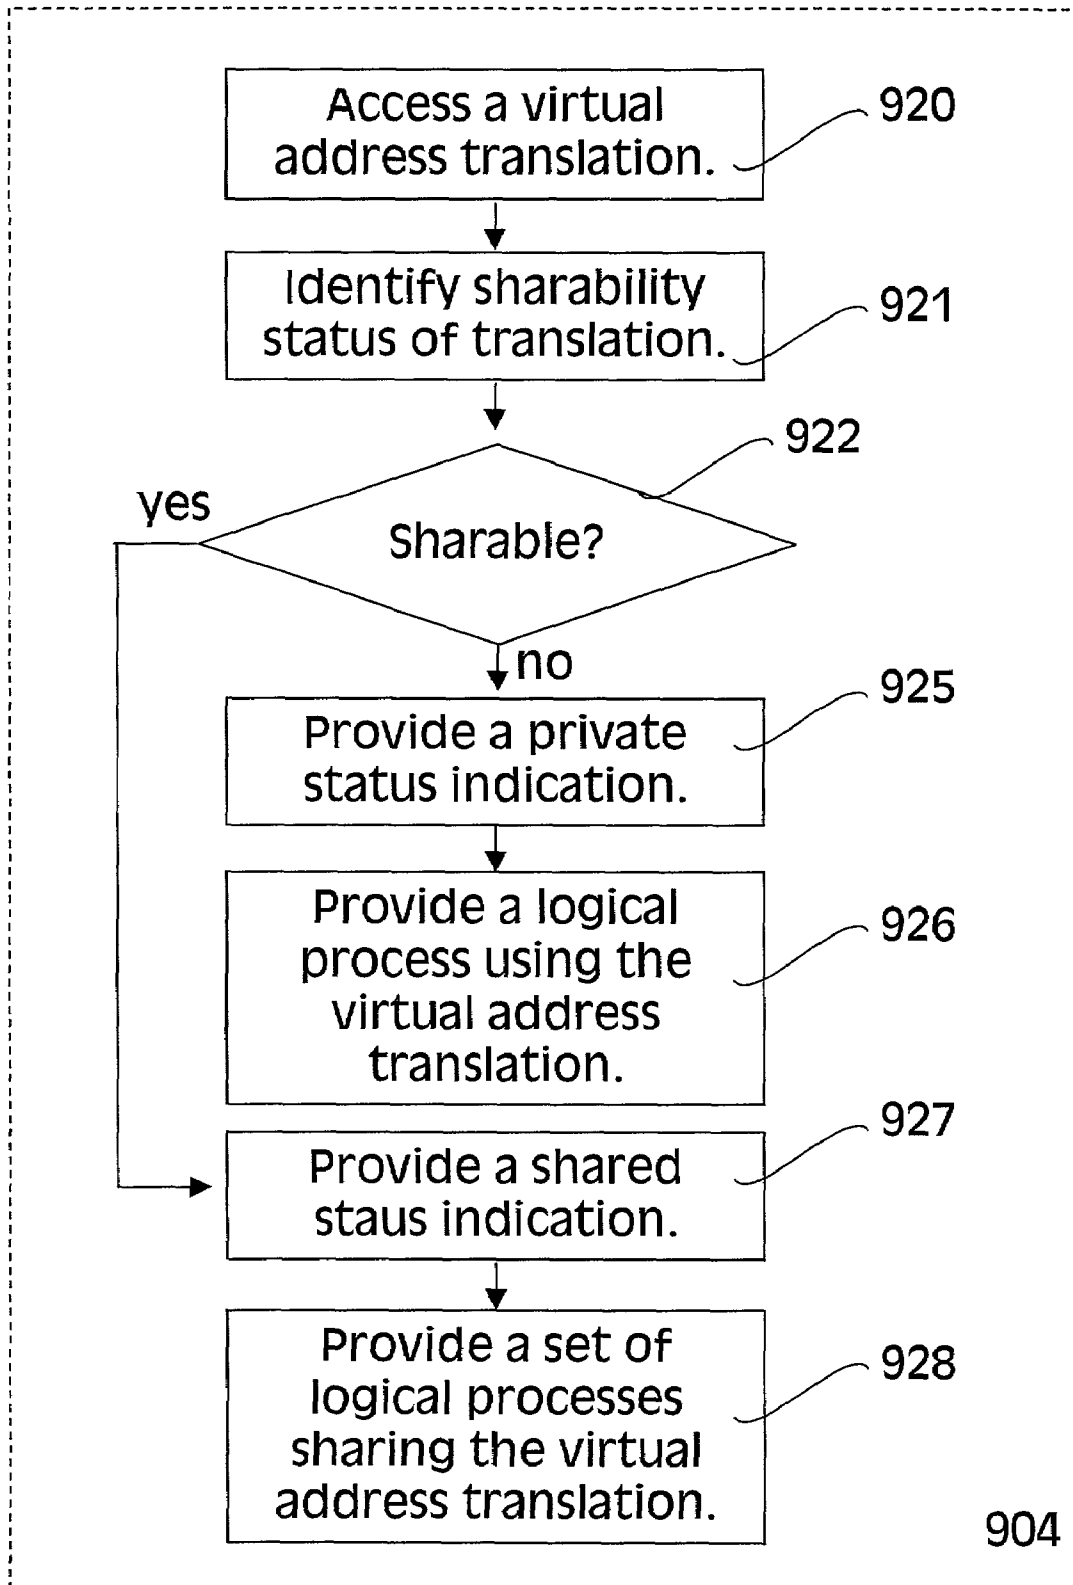 Access a virtual
address translation.
920
Identify sharability
status of translation.
921
922
yes
Sharable?
no
925
Provide a private
status indication.
Provide a logical
process using the
virtual address
translation.
926
927
Provide a shared
staus indication.
Provide a set of
logical processes
sharing the virtual
address translation.
928
904